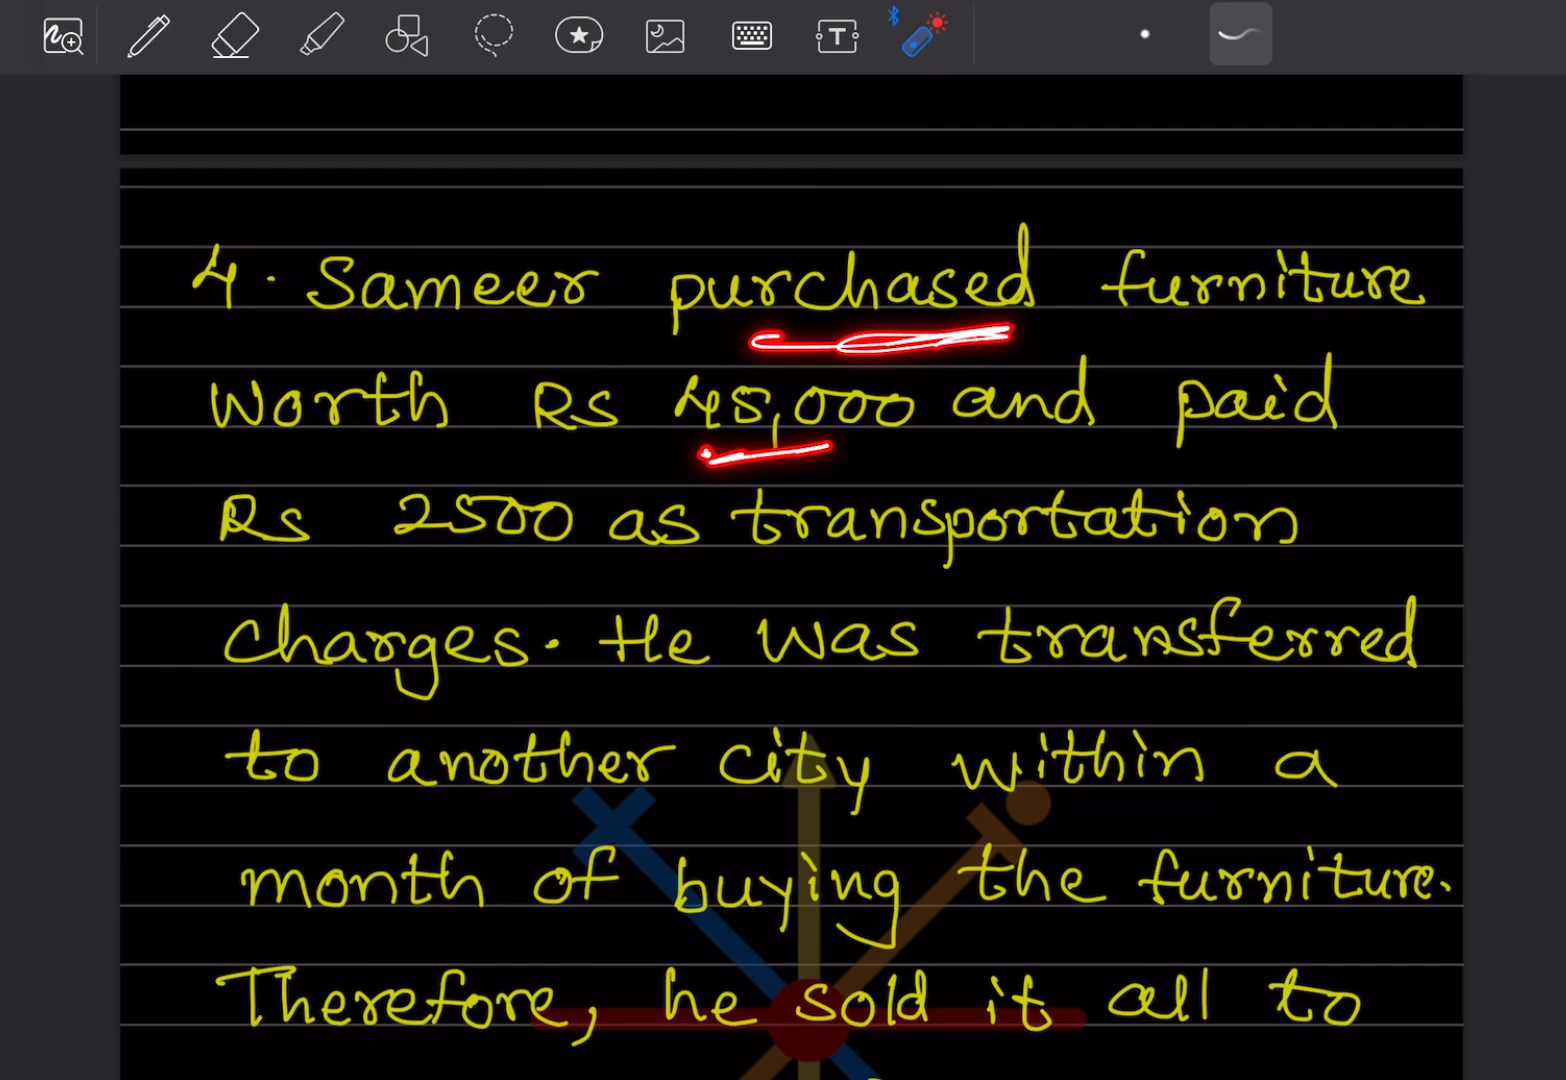 4. Sameer purchased furniture
worth Rs 45,000 and paid
Rs 2500 as transportation
charges. He was transferred
to another city within a
month of buying the furniture.
Therefore, he sold it all to